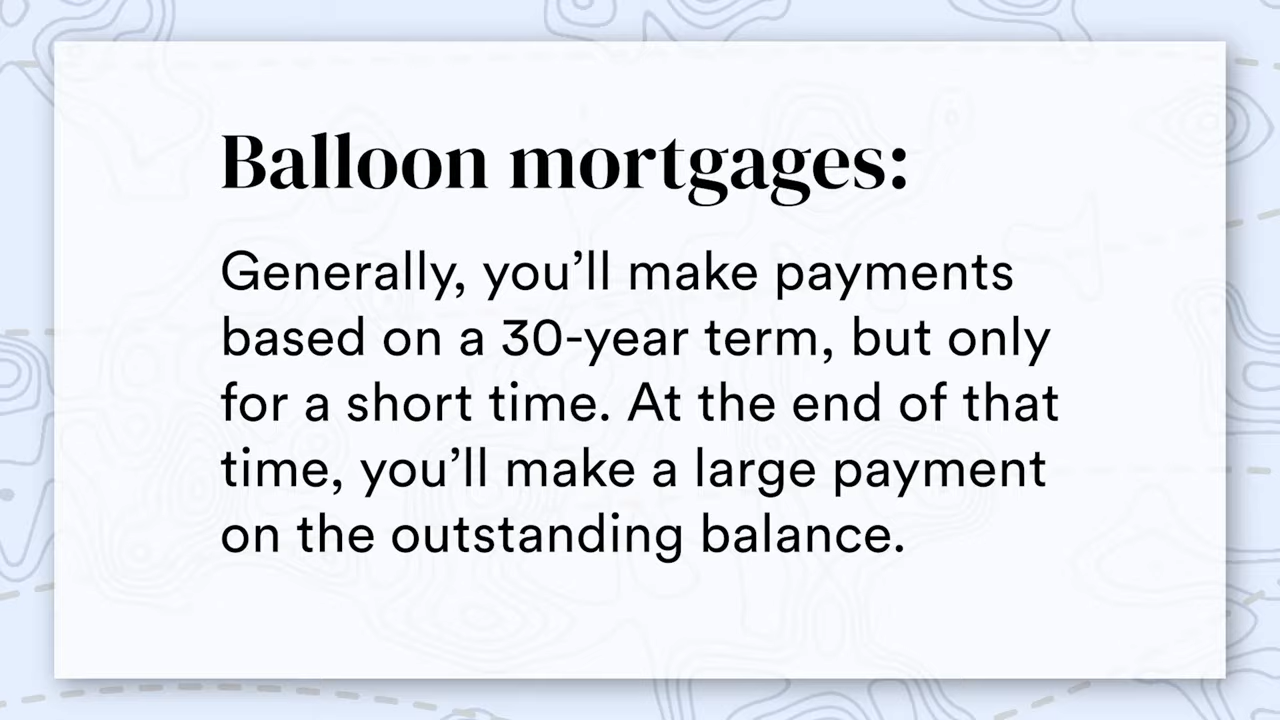 Balloon mortgages:
Generally, you’ll make payments
based on a 30-year term, but only
for a short time. At the end of that
time, you’ll make a large payment
on the outstanding balance.